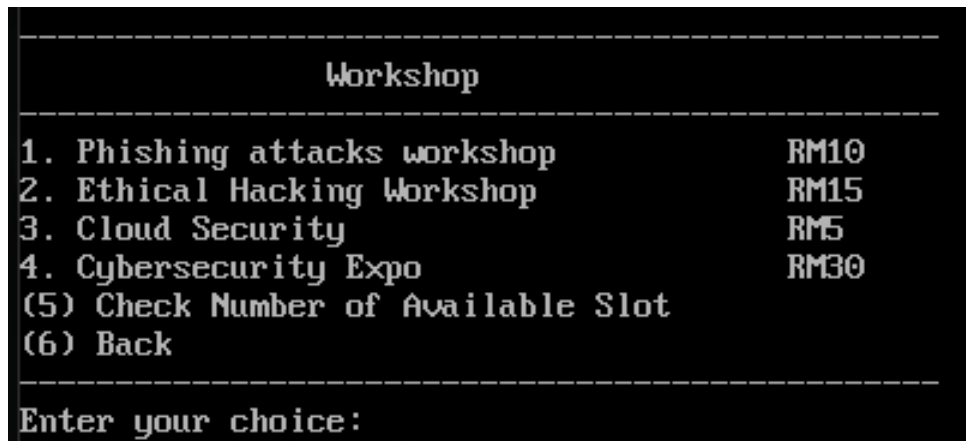 Workshop
1. Phishing attacks workshop RM10
2. Ethical Hacking Workshop RM15
3. Cloud Security RM5
4. Cybersecurity Expo RM30
(5) Check Number of Available Slot
(6) Back
Enter your choice: